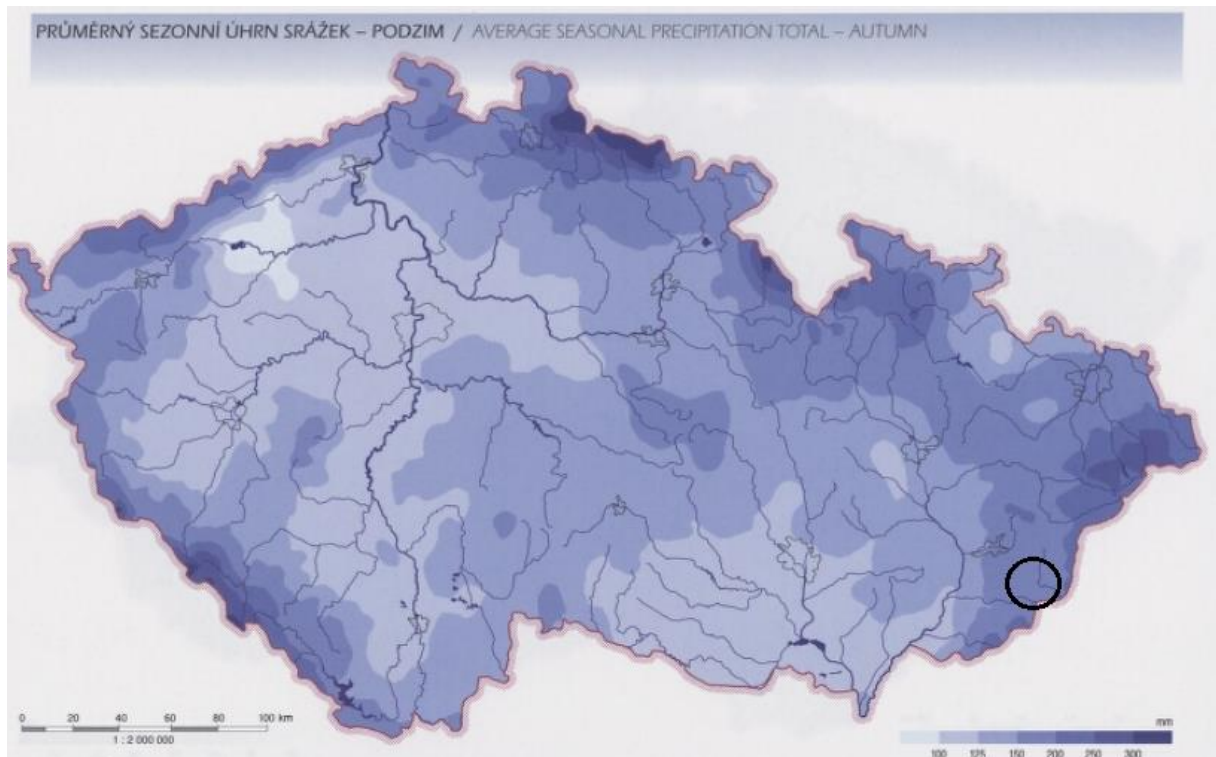 PRŮMĚRNÝ SEZONNÍ ÚHRN SRÁŽEK – PODZIM / AVERAGE SEASONAL PRECIPITATION TOTAL – AUTUMN
0 20 40 60 80 100 km
1 : 2 000 000
mm
100 125 150 200 250 300